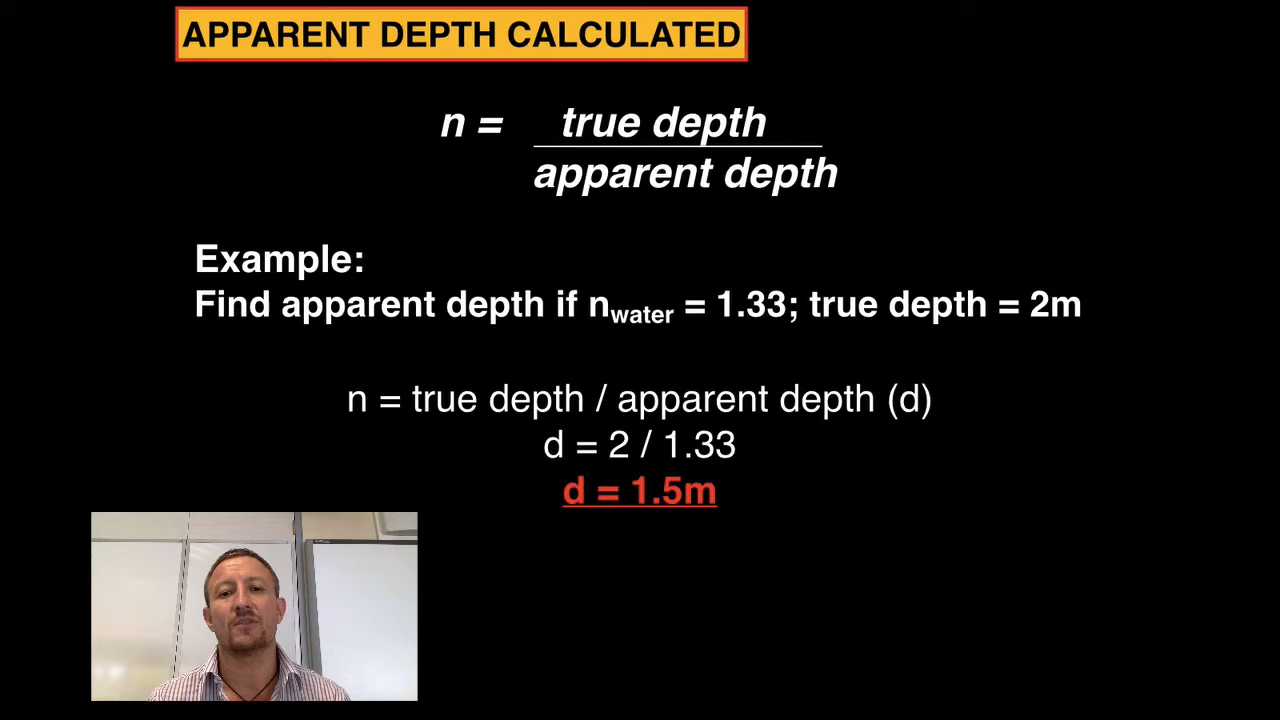 APPARENT DEPTH CALCULATED
n = true depth
apparent depth
Example:
Find apparent depth if nwater = 1.33; true depth = 2m
n = true depth / apparent depth (d)
d = 2 / 1.33
d = 1.5m